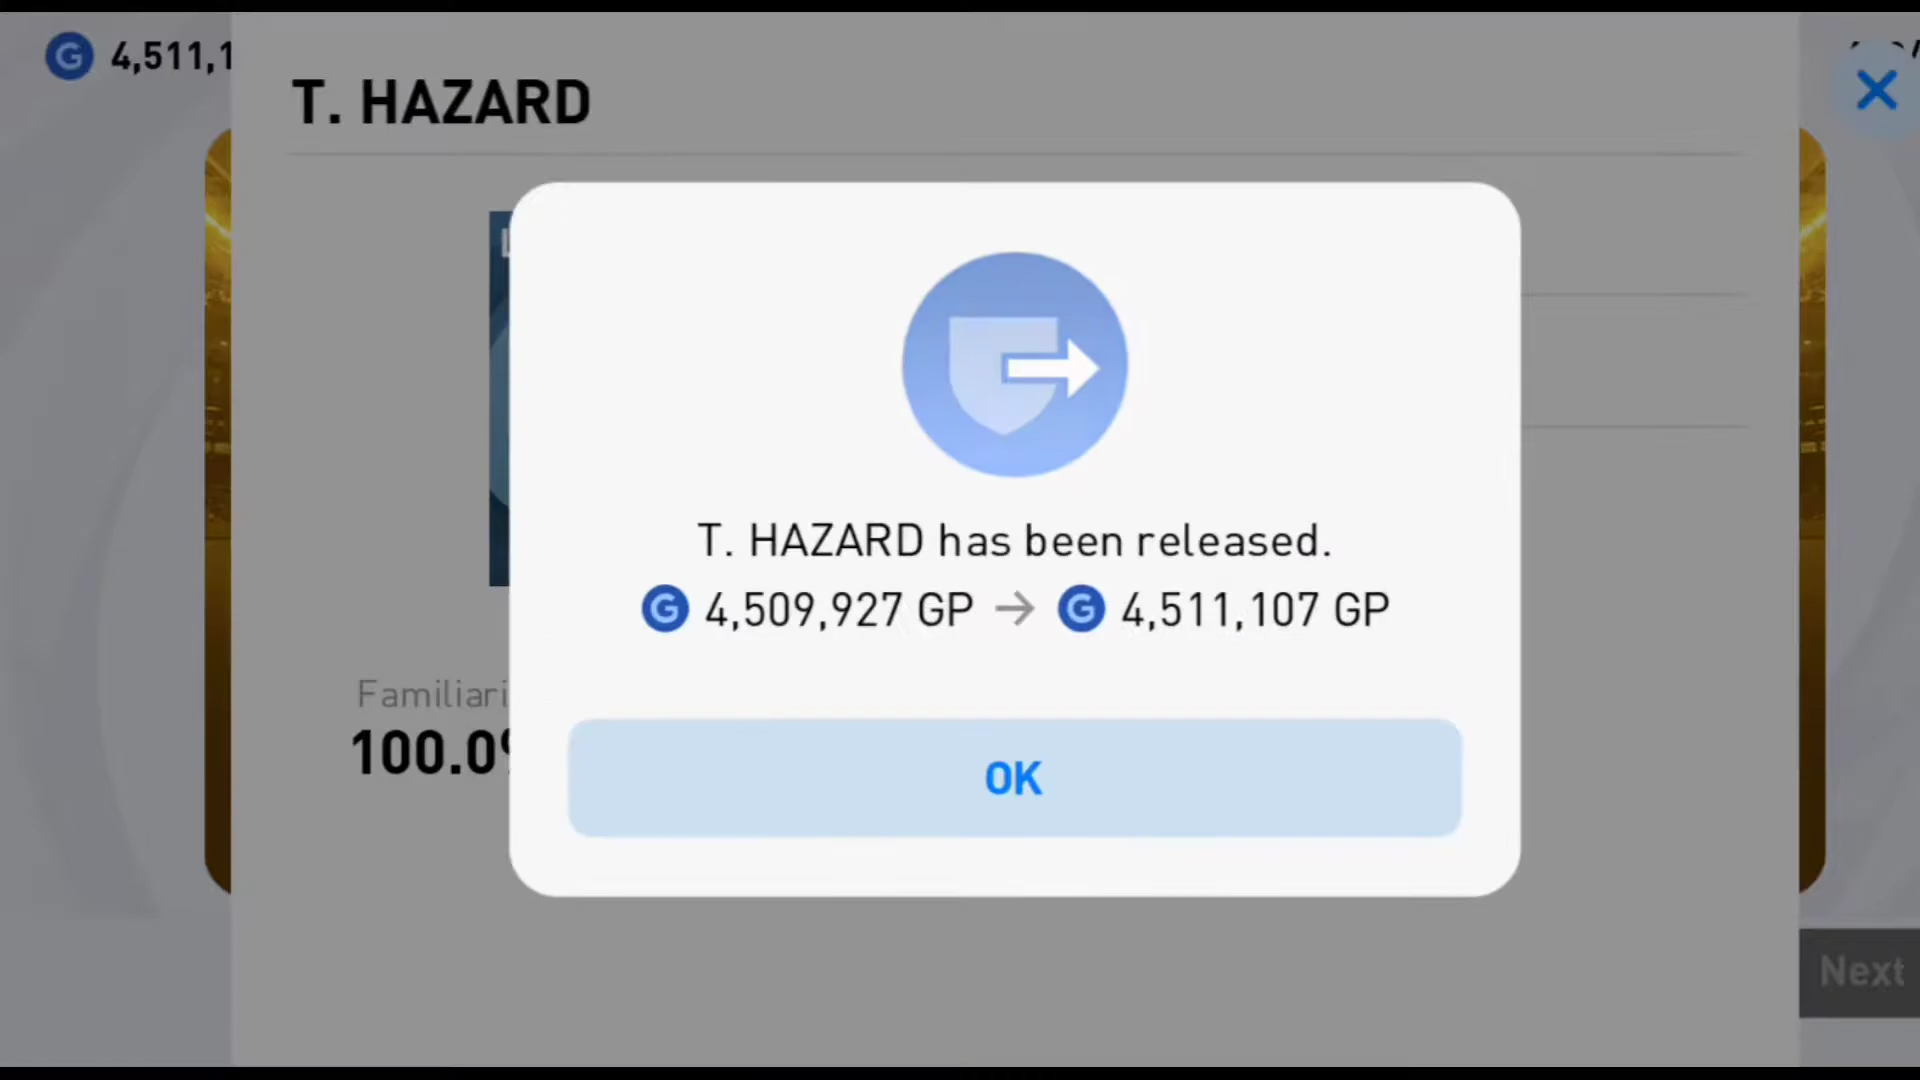 4,511,1
T. HAZARD
T. HAZARD has been released.
4,509,927 GP → 4,511,107 GP
Familiari
100.0
OK
Next